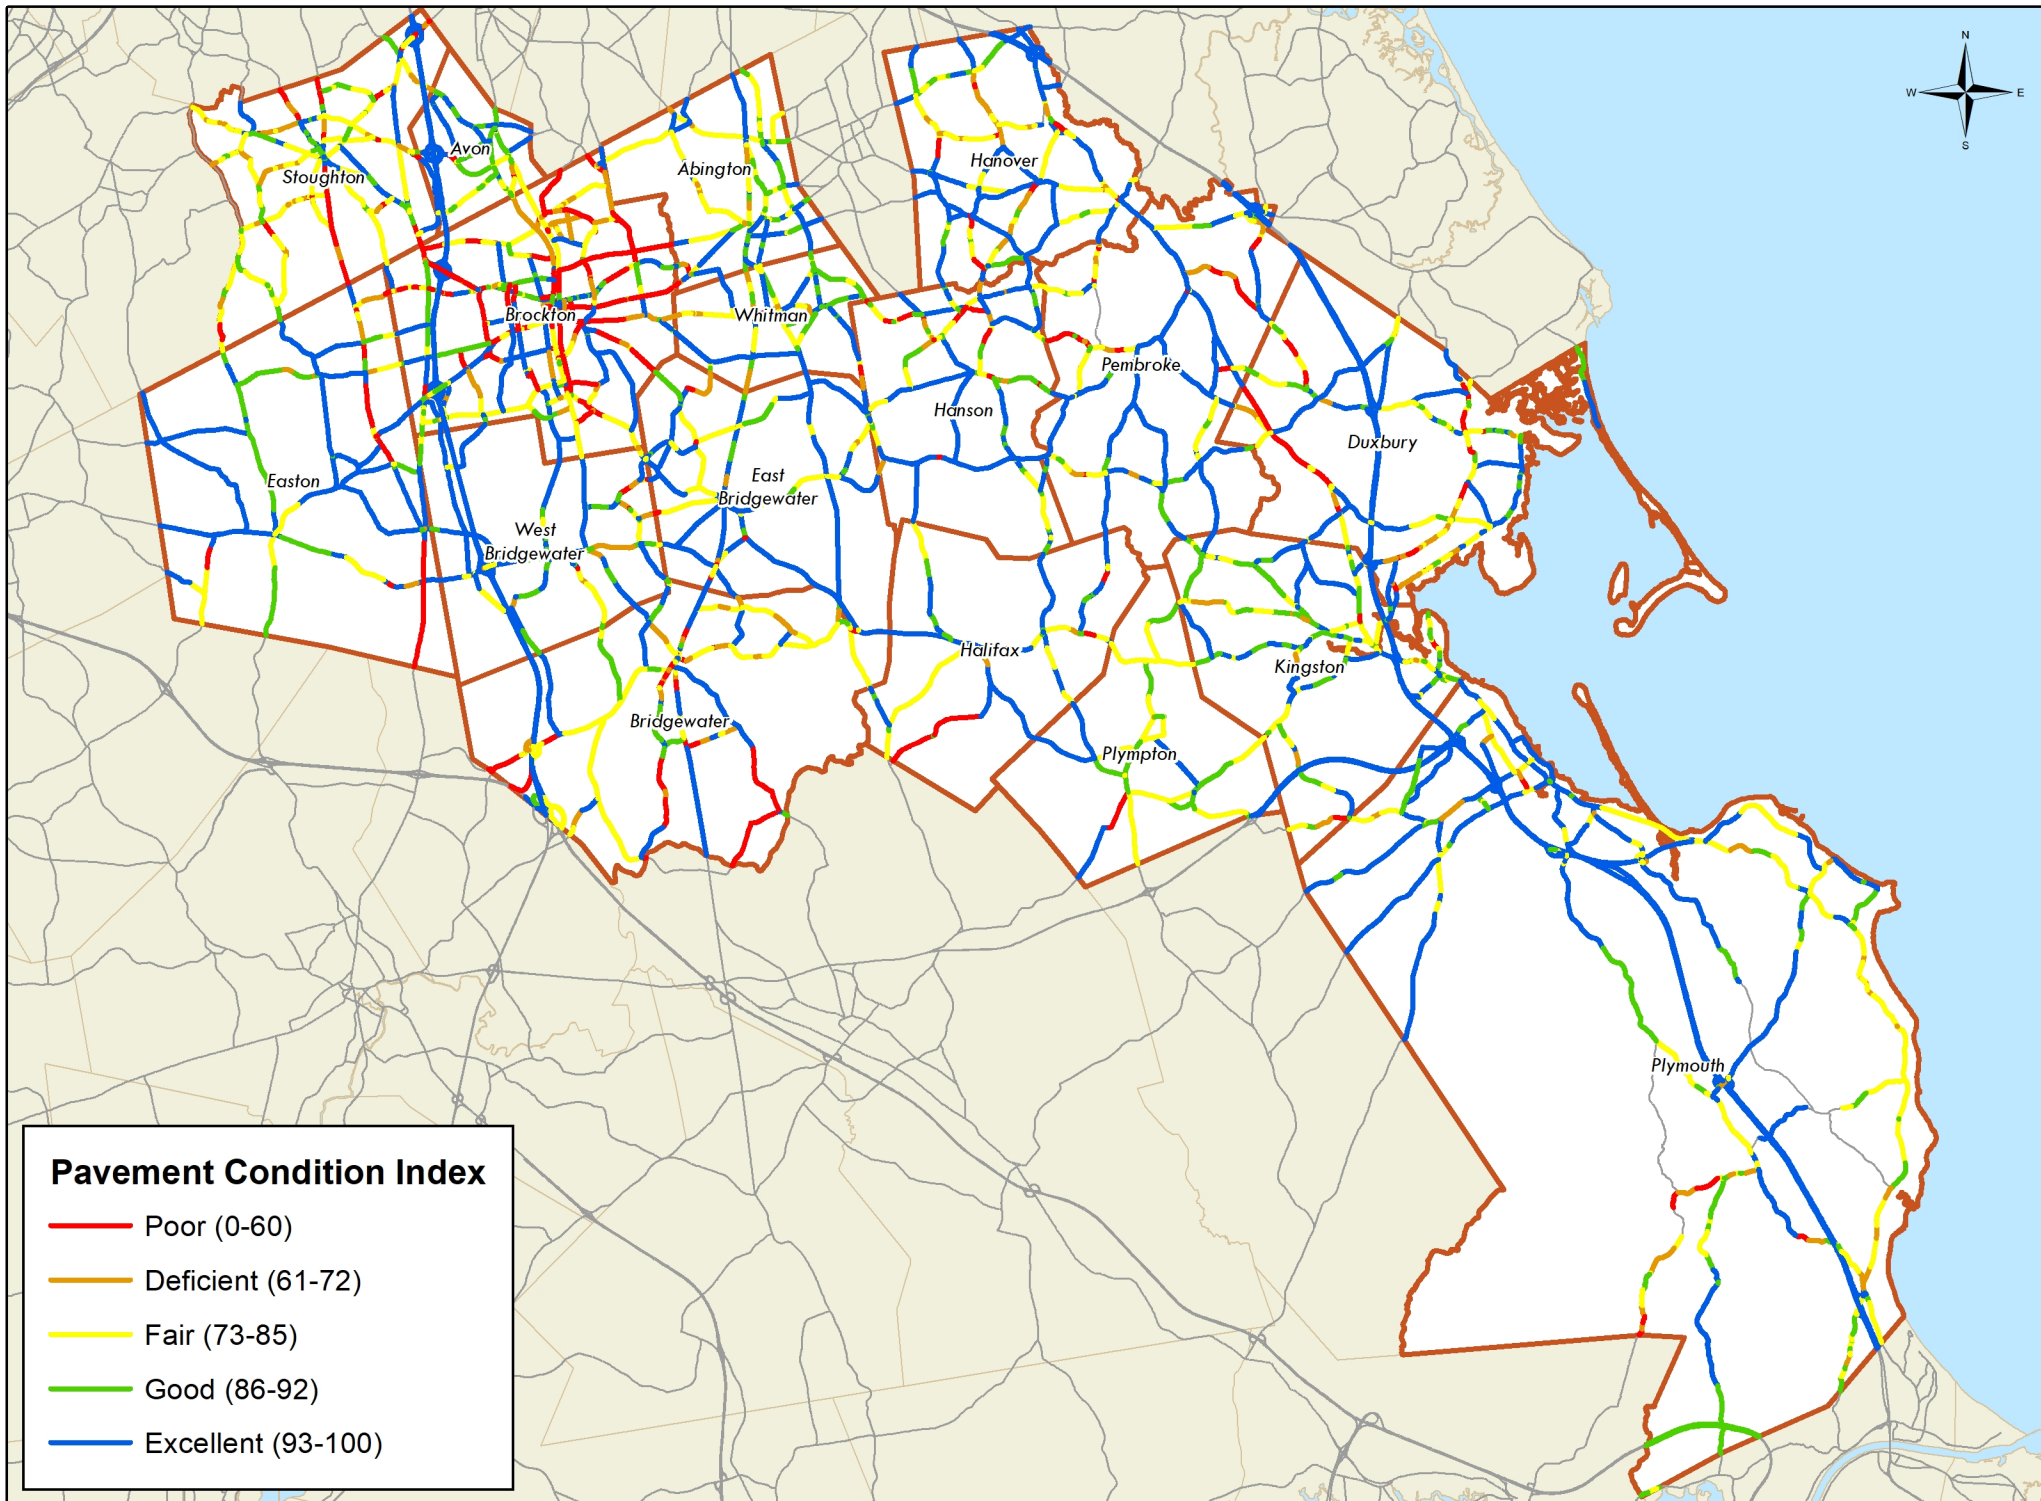 N
W E
S
Avon
Stoughton
Abington
Hanover
Brockton
Whitman
Pembroke
Hanson
Duxbury
Easton
East
Bridgewater
West
Bridgewater
Halifax
Kingston
Bridgewater
Plympton
Plymouth
Pavement Condition Index
Poor (0-60)
Deficient (61-72)
Fair (73-85)
Good (86-92)
Excellent (93-100)